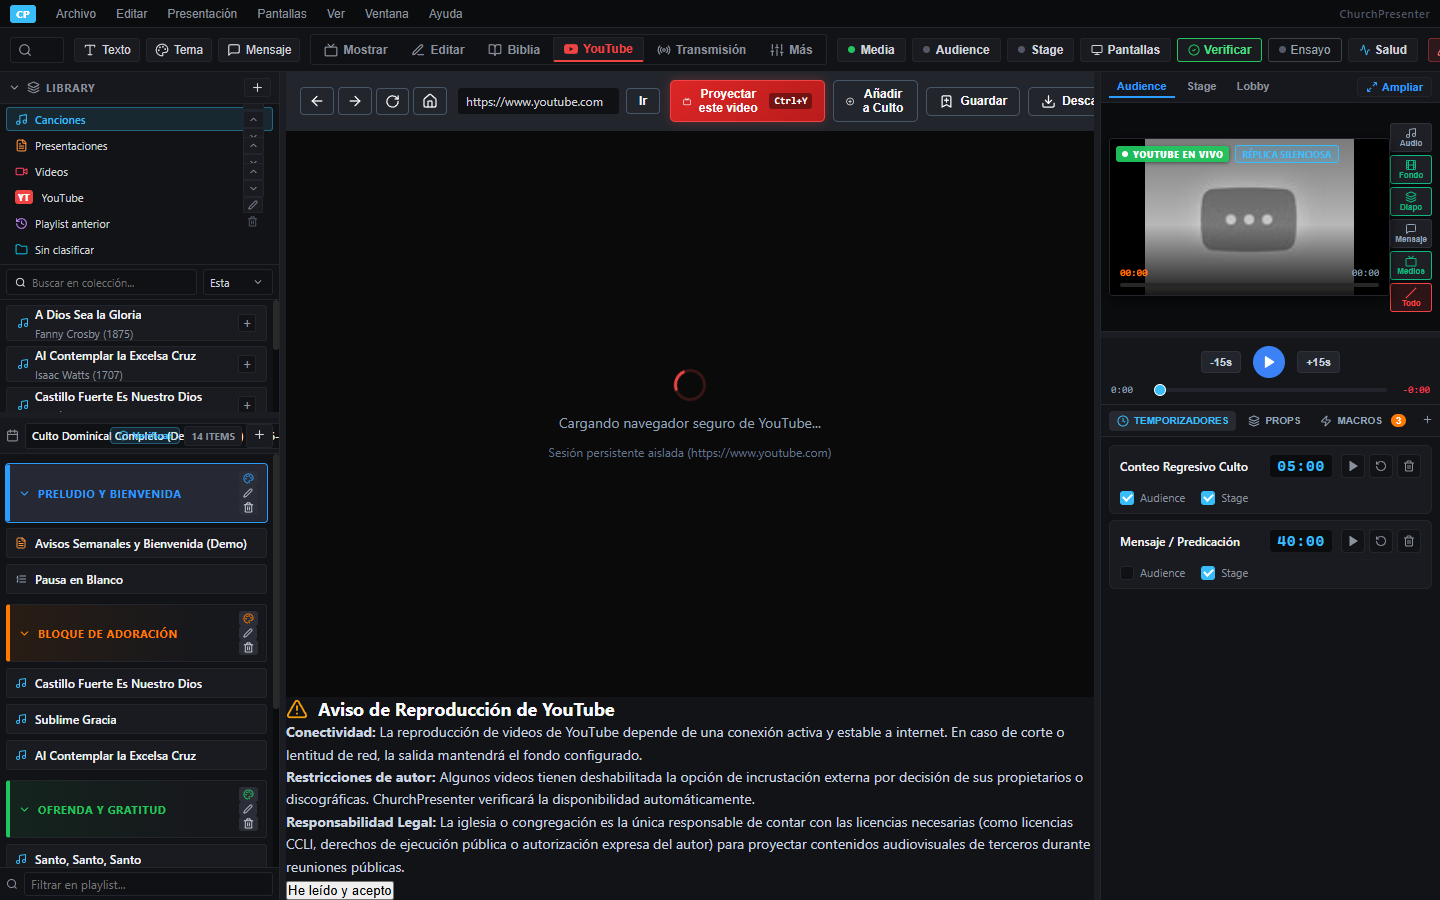 CP Archivo Editar Presentación Pantallas Ver Ventana Ayuda ChurchPresenter
Texto Tema Mensaje Mostrar Editar Biblia YouTube Transmisión Más Media Audience Stage Pantallas Verificar Ensayo Salud
LIBRARY
Canciones
Presentaciones
Videos
YT YouTube
Playlist anterior
Sin clasificar
Buscar en colección... Esta
A Dios Sea la Gloria
Fanny Crosby (1875)
Al Contemplar la Excelsa Cruz
Isaac Watts (1707)
Castillo Fuerte Es Nuestro Dios
Culto Dominical Completo (De 14 ITEMS
PRELUDIO Y BIENVENIDA
Avisos Semanales y Bienvenida (Demo)
Pausa en Blanco
BLOQUE DE ADORACIÓN
Castillo Fuerte Es Nuestro Dios
Sublime Gracia
Al Contemplar la Excelsa Cruz
OFRENDA Y GRATITUD
Santo, Santo, Santo
Filtrar en playlist...
https://www.youtube.com Ir
Proyectar este video Ctrl+Y
Añadir a Culto
Guardar
Desca
Cargando navegador seguro de YouTube...
Sesión persistente aislada (https://www.youtube.com)
Aviso de Reproducción de YouTube
Conectividad: La reproducción de videos de YouTube depende de una conexión activa y estable a internet. En caso de corte o
lentitud de red, la salida mantendrá el fondo configurado.
Restricciones de autor: Algunos videos tienen deshabilitada la opción de incrustación externa por decisión de sus propietarios o
discográficas. ChurchPresenter verificará la disponibilidad automáticamente.
Responsabilidad Legal: La iglesia o congregación es la única responsable de contar con las licencias necesarias (como licencias
CCLI, derechos de ejecución pública o autorización expresa del autor) para proyectar contenidos audiovisuales de terceros durante
reuniones públicas.
He leído y acepto
Audience Stage Lobby Ampliar
YOUTUBE EN VIVO RÉPLICA SILENCIOSA
00:00 00:00
Audio
Fondo
Diapo
Mensaje
Medios
Todo
-15s +15s
0:00 -0:00
TEMPORIZADORES PROPS MACROS 3
Conteo Regresivo Culto 05:00
Audience Stage
Mensaje / Predicación 40:00
Audience Stage